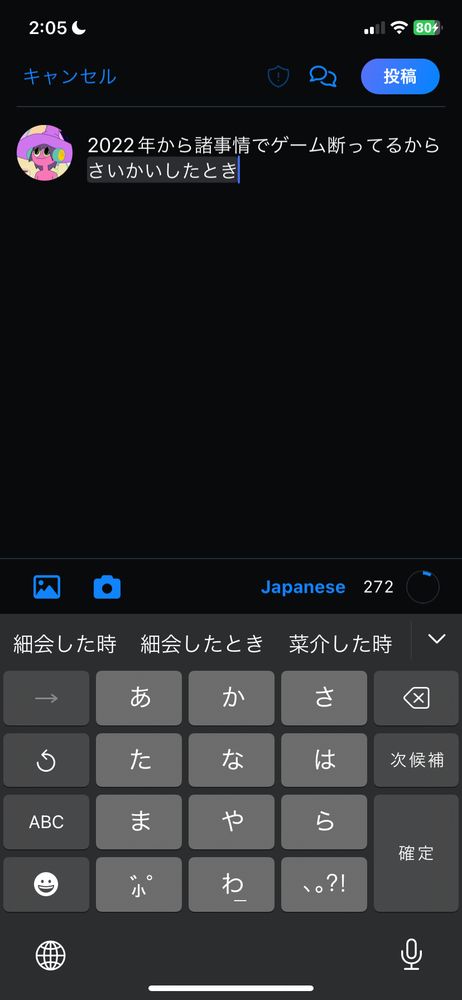 2:05
80
キャンセル
投稿
2022年から諸事情でゲーム断ってるから
さいかいしたとき
Japanese 272
細会した時 細会したとき 菜介した時
→ あ か さ
た な は 次候補
ABC ま や ら
確定
゛゜小 わ_ 、。?!